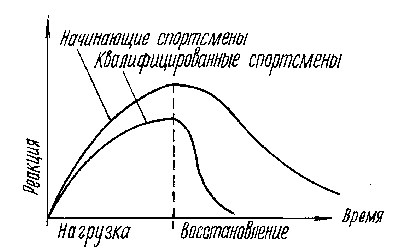 Начинающие спортсмены
Квалифицированные спортсмены
Реакция
Нагрузка
Восстановление
Время